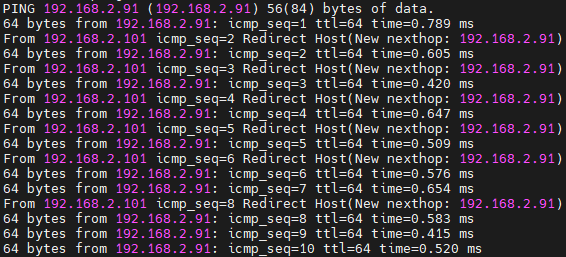 PING 192.168.2.91 (192.168.2.91) 56(84) bytes of data.
64 bytes from 192.168.2.91: icmp_seq=1 ttl=64 time=0.789 ms
From 192.168.2.101 icmp_seq=2 Redirect Host(New nexthop: 192.168.2.91)
64 bytes from 192.168.2.91: icmp_seq=2 ttl=64 time=0.605 ms
From 192.168.2.101 icmp_seq=3 Redirect Host(New nexthop: 192.168.2.91)
64 bytes from 192.168.2.91: icmp_seq=3 ttl=64 time=0.420 ms
From 192.168.2.101 icmp_seq=4 Redirect Host(New nexthop: 192.168.2.91)
64 bytes from 192.168.2.91: icmp_seq=4 ttl=64 time=0.647 ms
From 192.168.2.101 icmp_seq=5 Redirect Host(New nexthop: 192.168.2.91)
64 bytes from 192.168.2.91: icmp_seq=5 ttl=64 time=0.509 ms
From 192.168.2.101 icmp_seq=6 Redirect Host(New nexthop: 192.168.2.91)
64 bytes from 192.168.2.91: icmp_seq=6 ttl=64 time=0.576 ms
64 bytes from 192.168.2.91: icmp_seq=7 ttl=64 time=0.654 ms
From 192.168.2.101 icmp_seq=8 Redirect Host(New nexthop: 192.168.2.91)
64 bytes from 192.168.2.91: icmp_seq=8 ttl=64 time=0.583 ms
64 bytes from 192.168.2.91: icmp_seq=9 ttl=64 time=0.415 ms
64 bytes from 192.168.2.91: icmp_seq=10 ttl=64 time=0.520 ms